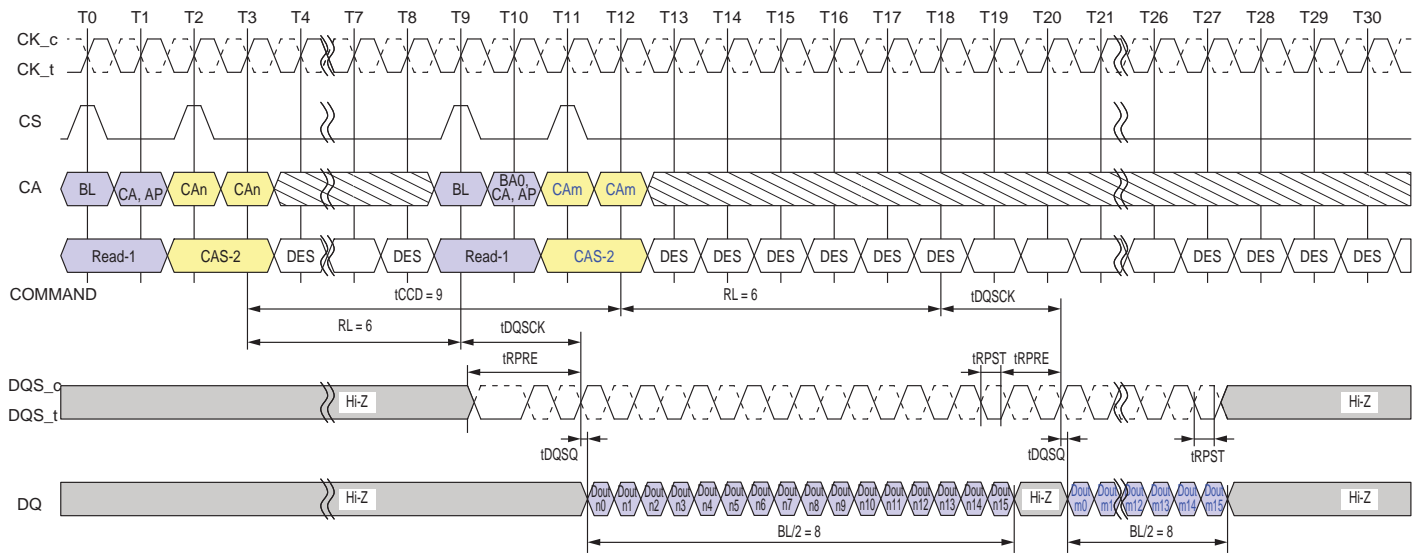 T0 T1 T2 T3 T4 T7 T8 T9 T10 T11 T12 T13 T14 T15 T16 T17 T18 T19 T20 T21 T26 T27 T28 T29 T30
CK_c
CK_t
CS
CA BL CA, AP CAn CAn BL BA0, CA, AP CAm CAm
Read-1 CAS-2 DES DES Read-1 CAS-2 DES DES DES DES DES DES DES DES DES DES
COMMAND
tCCD = 9 RL = 6 tDQSCK
RL = 6 tDQSCK
tRPRE tRPST tRPRE
DQS_c
DQS_t
Hi-Z Hi-Z
tDQSQ tDQSQ tRPST
DQ Hi-Z Dout n0 Dout n1 Dout n2 Dout n3 Dout n4 Dout n5 Dout n6 Dout n7 Dout n8 Dout n9 Dout n10 Dout n11 Dout n12 Dout n13 Dout n14 Dout n15 Hi-Z Dout m0 Dout m1 Dout m12 Dout m13 Dout m14 Dout m15 Hi-Z
BL/2 = 8 BL/2 = 8